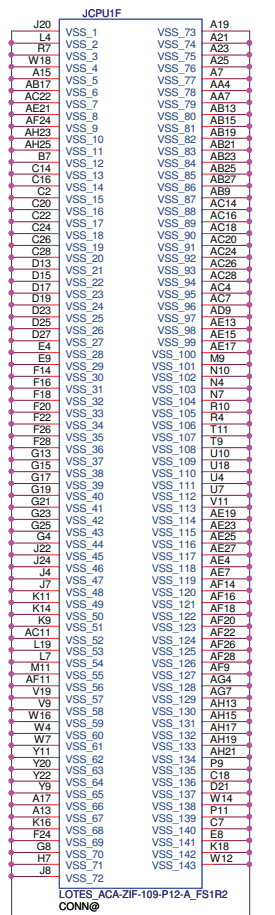 JCPU1F
J20 VSS_1 VSS_73 A19
L4 VSS_2 VSS_74 A21
R7 VSS_3 VSS_75 A23
W18 VSS_4 VSS_76 A25
A15 VSS_5 VSS_77 A7
AB17 VSS_6 VSS_78 AA4
AC22 VSS_7 VSS_79 AA7
AE21 VSS_8 VSS_80 AB13
AF24 VSS_9 VSS_81 AB15
AH23 VSS_10 VSS_82 AB19
AH25 VSS_11 VSS_83 AB21
B7 VSS_12 VSS_84 AB23
C14 VSS_13 VSS_85 AB25
C16 VSS_14 VSS_86 AB27
C2 VSS_15 VSS_87 AB9
C20 VSS_16 VSS_88 AC14
C22 VSS_17 VSS_89 AC16
C24 VSS_18 VSS_90 AC18
C26 VSS_19 VSS_91 AC20
C28 VSS_20 VSS_92 AC24
D13 VSS_21 VSS_93 AC26
D15 VSS_22 VSS_94 AC28
D17 VSS_23 VSS_95 AC4
D19 VSS_24 VSS_96 AC7
D23 VSS_25 VSS_97 AD9
D25 VSS_26 VSS_98 AE13
D27 VSS_27 VSS_99 AE15
E4 VSS_28 VSS_100 AE17
E9 VSS_29 VSS_101 M9
F14 VSS_30 VSS_102 N10
F16 VSS_31 VSS_103 N4
F18 VSS_32 VSS_104 N7
F20 VSS_33 VSS_105 R10
F22 VSS_34 VSS_106 R4
F26 VSS_35 VSS_107 T11
F28 VSS_36 VSS_108 T9
G13 VSS_37 VSS_109 U10
G15 VSS_38 VSS_110 U18
G17 VSS_39 VSS_111 U4
G19 VSS_40 VSS_112 U7
G21 VSS_41 VSS_113 V11
G23 VSS_42 VSS_114 AE19
G25 VSS_43 VSS_115 AE23
G4 VSS_44 VSS_116 AE25
J22 VSS_45 VSS_117 AE27
J24 VSS_46 VSS_118 AE4
J4 VSS_47 VSS_119 AE7
J7 VSS_48 VSS_120 AF14
K11 VSS_49 VSS_121 AF16
K14 VSS_50 VSS_122 AF18
K9 VSS_51 VSS_123 AF20
AC11 VSS_52 VSS_124 AF22
L19 VSS_53 VSS_125 AF26
L7 VSS_54 VSS_126 AF28
M11 VSS_55 VSS_127 AF9
AF11 VSS_56 VSS_128 AG4
V19 VSS_57 VSS_129 AG7
V9 VSS_58 VSS_130 AH13
W16 VSS_59 VSS_131 AH15
W4 VSS_60 VSS_132 AH17
W7 VSS_61 VSS_133 AH19
Y11 VSS_62 VSS_134 AH21
Y20 VSS_63 VSS_135 P9
Y22 VSS_64 VSS_136 C18
Y9 VSS_65 VSS_137 D21
A17 VSS_66 VSS_138 W14
A13 VSS_67 VSS_139 P11
K16 VSS_68 VSS_140 C7
F24 VSS_69 VSS_141 E8
G8 VSS_70 VSS_142 K18
H7 VSS_71 VSS_143 W12
J8 VSS_72
LOTES_ACA-ZIF-109-P12-A_FS1R2
CONN@